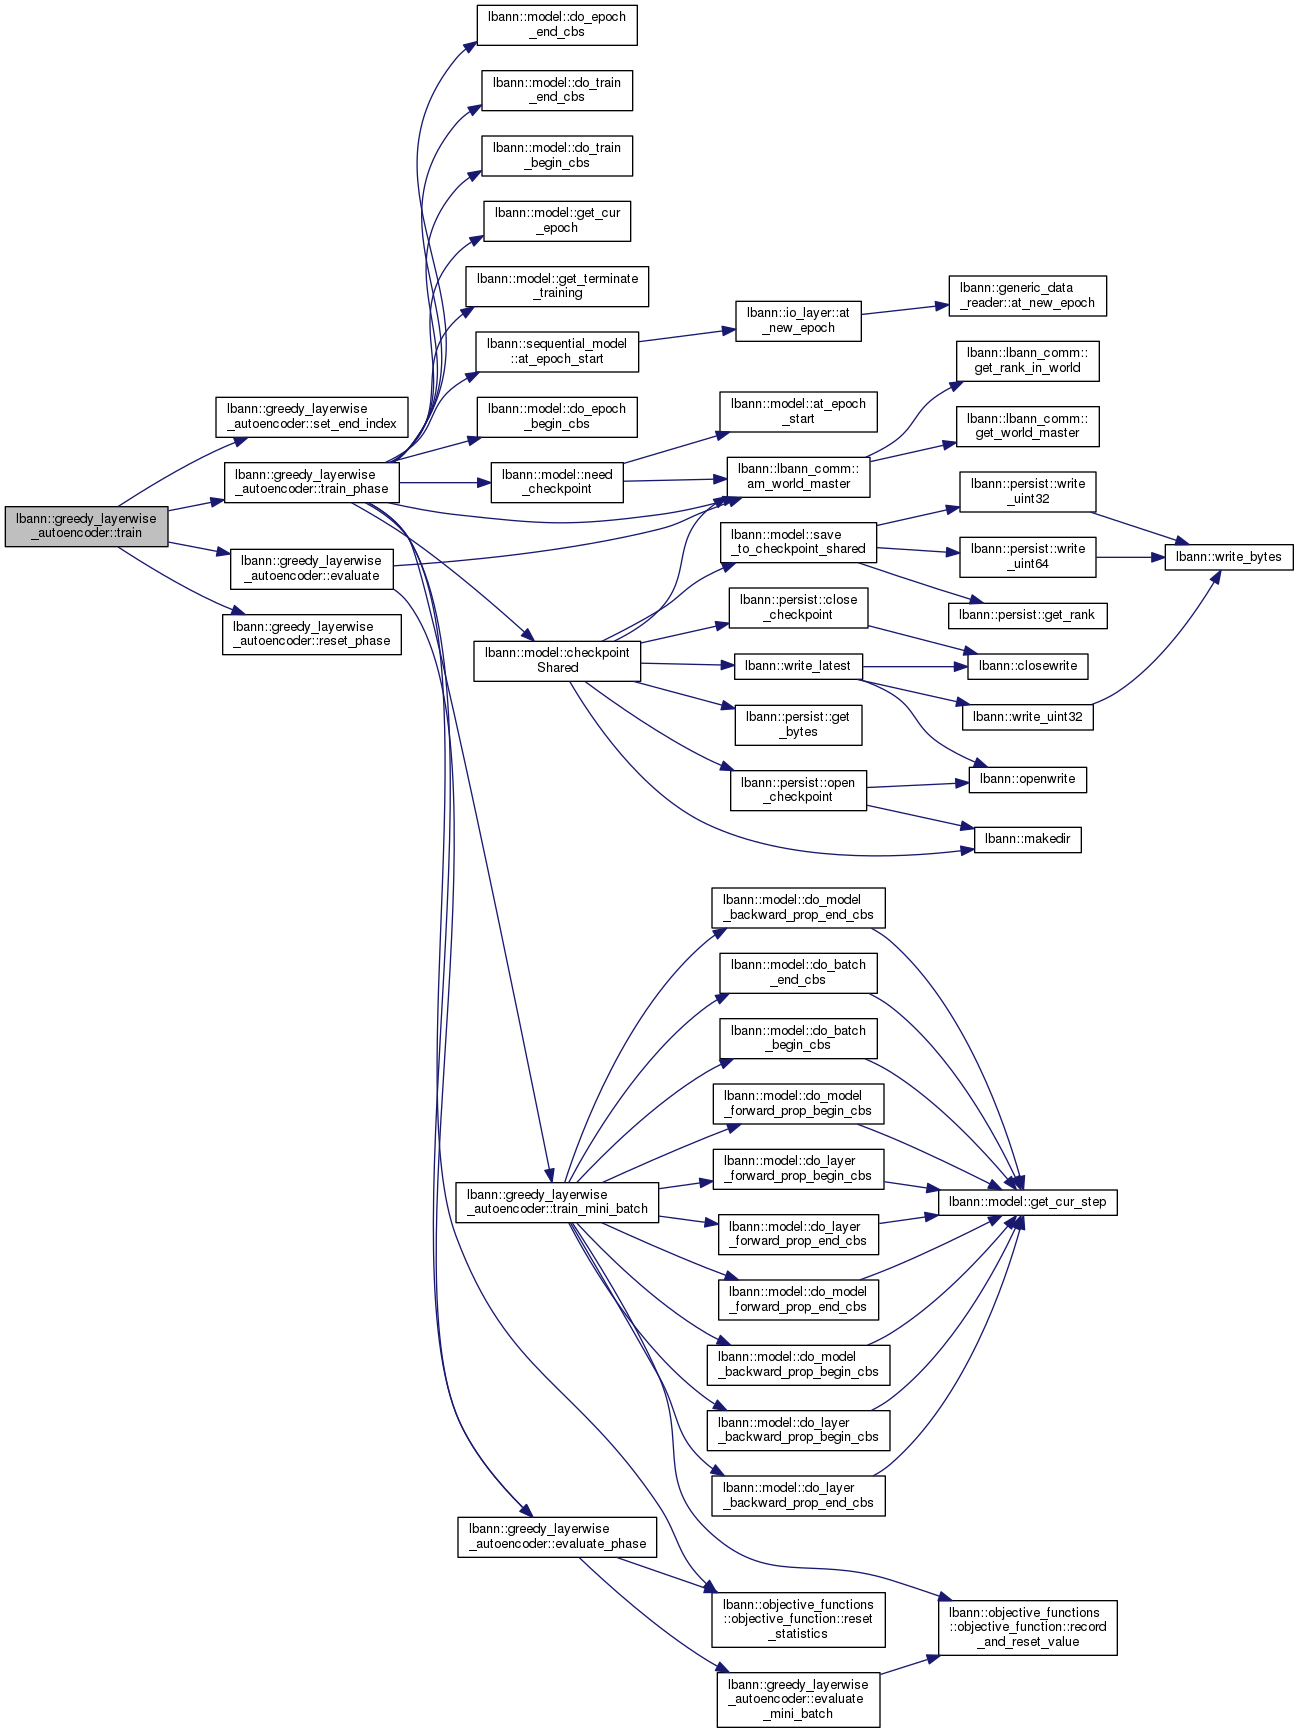 lbann::model::do_epoch
_end_cbs
lbann::model::do_train
_end_cbs
lbann::model::do_train
_begin_cbs
lbann::model::get_cur
_epoch
lbann::model::get_terminate
_training
lbann::generic_data
_reader::at_new_epoch
lbann::io_layer::at
_new_epoch
lbann::sequential_model
::at_epoch_start
lbann::lbann_comm::
get_rank_in_world
lbann::greedy_layerwise
_autoencoder::set_end_index
lbann::model::do_epoch
_begin_cbs
lbann::model::at_epoch
_start
lbann::lbann_comm::
get_world_master
lbann::greedy_layerwise
_autoencoder::train_phase
lbann::model::need
_checkpoint
lbann::lbann_comm::
am_world_master
lbann::persist::write
_uint32
lbann::greedy_layerwise
_autoencoder::train
lbann::model::save
_to_checkpoint_shared
lbann::persist::write
_uint64
lbann::write_bytes
lbann::greedy_layerwise
_autoencoder::evaluate
lbann::persist::close
_checkpoint
lbann::persist::get_rank
lbann::greedy_layerwise
_autoencoder::reset_phase
lbann::model::checkpoint
Shared
lbann::write_latest
lbann::closewrite
lbann::persist::get
_bytes
lbann::write_uint32
lbann::persist::open
_checkpoint
lbann::openwrite
lbann::makedir
lbann::model::do_model
_backward_prop_end_cbs
lbann::model::do_batch
_end_cbs
lbann::model::do_batch
_begin_cbs
lbann::model::do_model
_forward_prop_begin_cbs
lbann::model::do_layer
_forward_prop_begin_cbs
lbann::greedy_layerwise
_autoencoder::train_mini_batch
lbann::model::get_cur_step
lbann::model::do_layer
_forward_prop_end_cbs
lbann::model::do_model
_forward_prop_end_cbs
lbann::model::do_model
_backward_prop_begin_cbs
lbann::model::do_layer
_backward_prop_begin_cbs
lbann::model::do_layer
_backward_prop_end_cbs
lbann::greedy_layerwise
_autoencoder::evaluate_phase
lbann::objective_functions
::objective_function::reset
_statistics
lbann::objective_functions
::objective_function::record
_and_reset_value
lbann::greedy_layerwise
_autoencoder::evaluate
_mini_batch